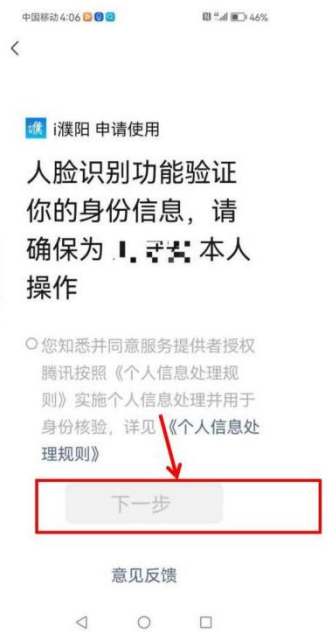 中国移动 4:06 46%
i濮 i濮阳 申请使用
人脸识别功能验证
你的身份信息，请
确保为 本人
操作
您知悉并同意服务提供者授权
腾讯按照《个人信息处理规
则》实施个人信息处理并用于
身份核验，详见《个人信息处
理规则》
下一步
意见反馈